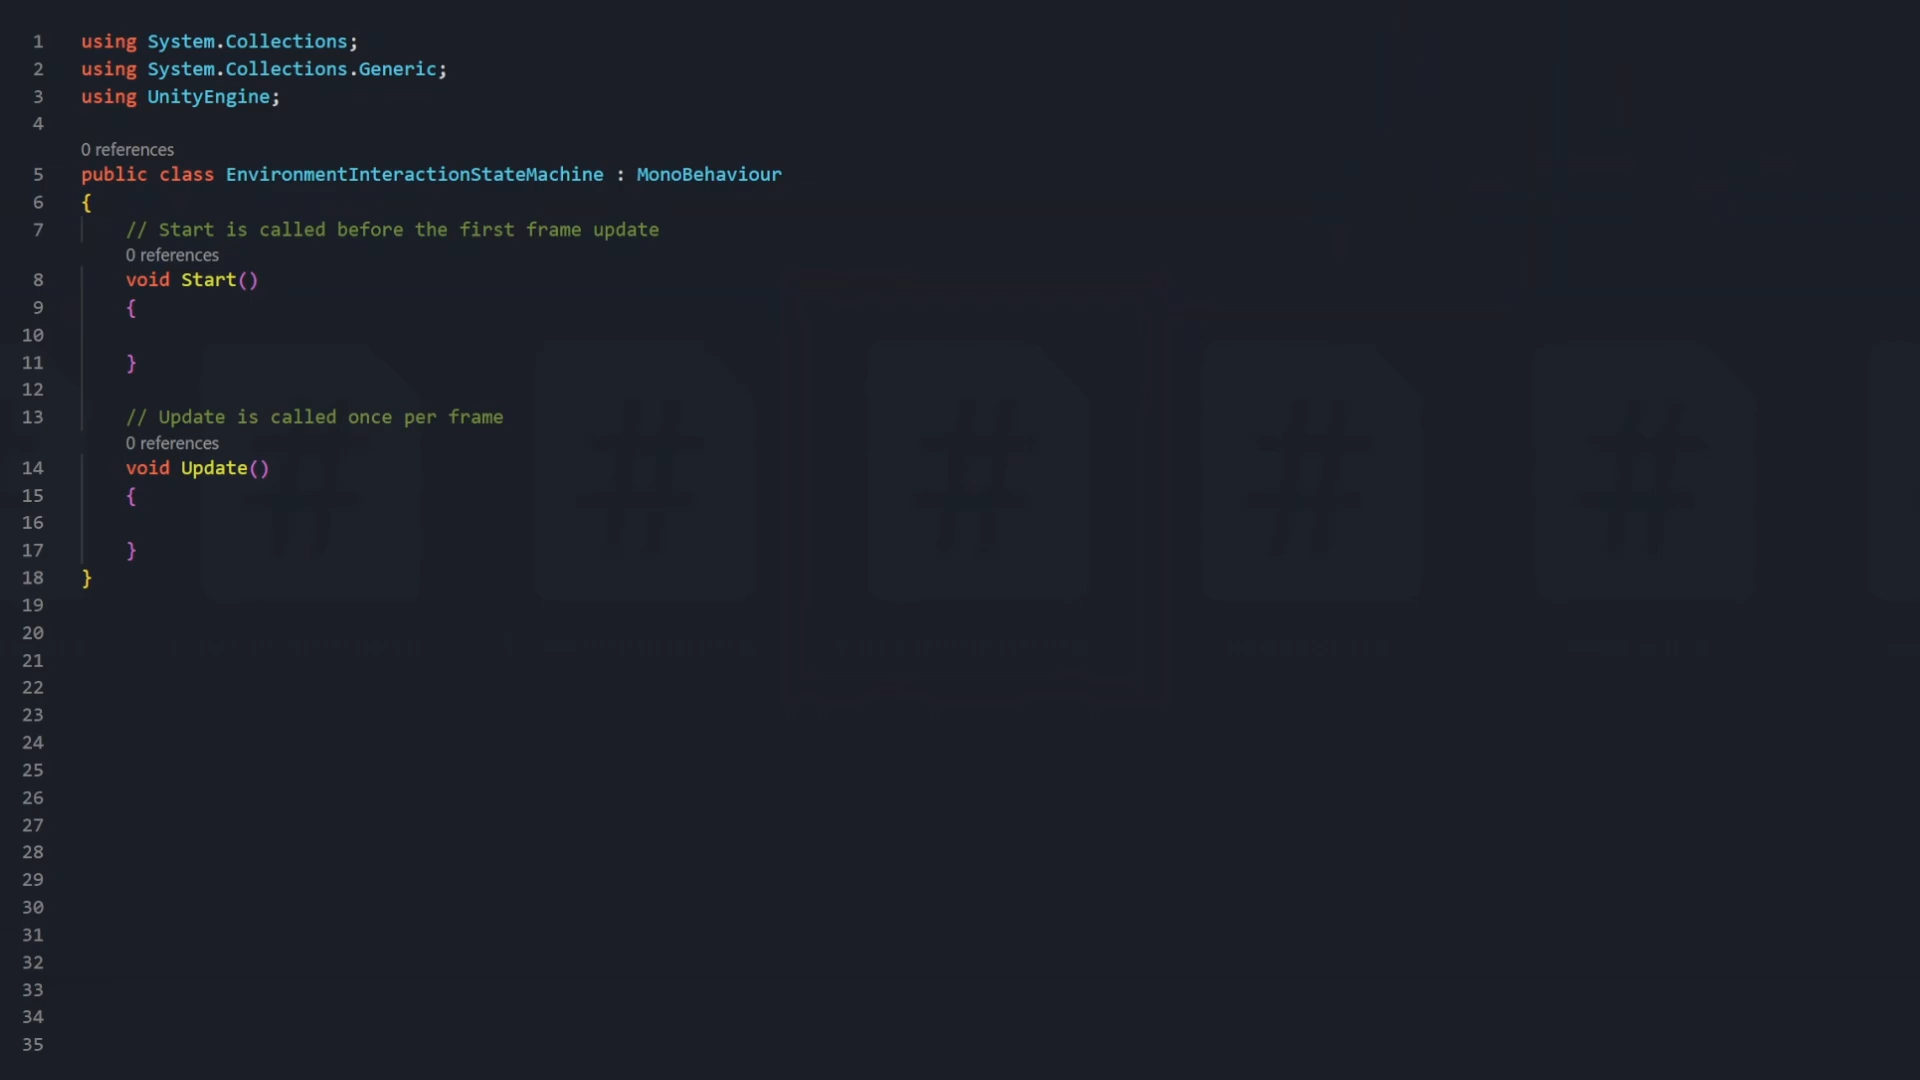 1 using System.Collections;
2 using System.Collections.Generic;
3 using UnityEngine;
4
0 references
5 public class EnvironmentInteractionStateMachine : MonoBehaviour
6 {
7 // Start is called before the first frame update
0 references
8 void Start()
9 {
10
11 }
12
13 // Update is called once per frame
0 references
14 void Update()
15 {
16
17 }
18 }
19
20
21
22
23
24
25
26
27
28
29
30
31
32
33
34
35